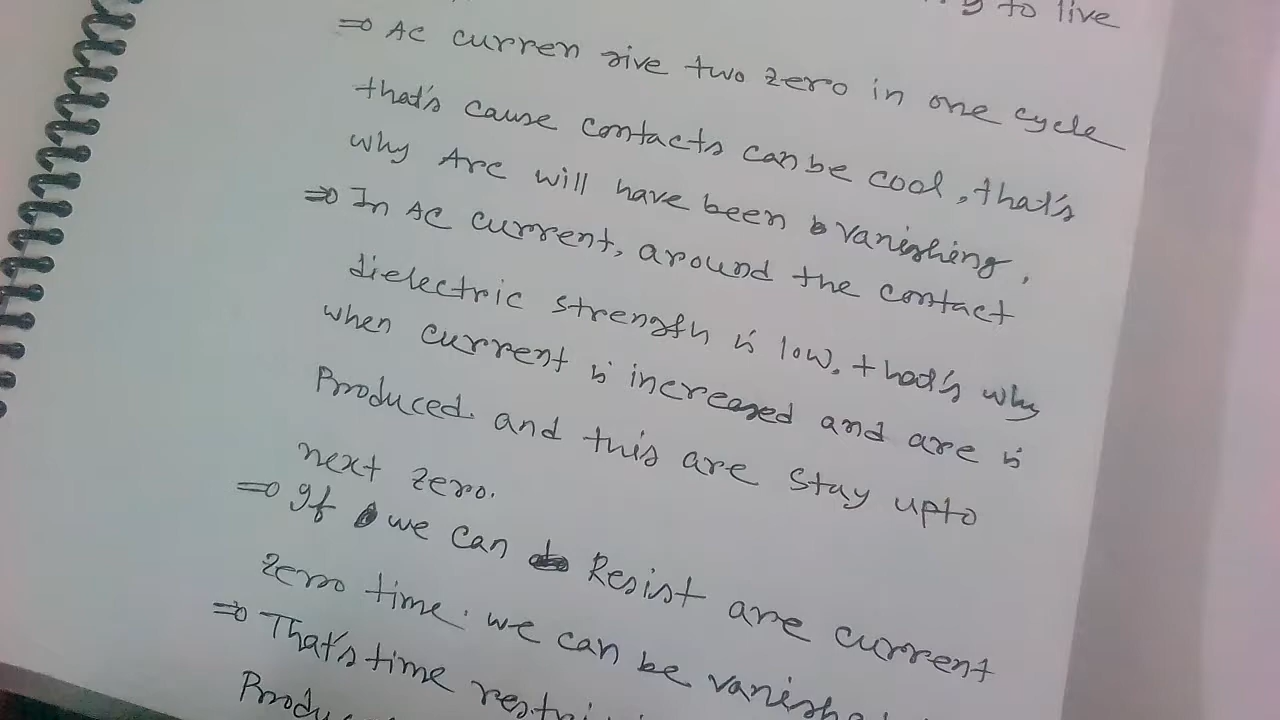 to live
⇒ AC curren rive two zero in one cycle
that's cause contacts can be cool, that's
why Arc will have been vanishing.
⇒ In AC current, around the contact
dielectric strength is low. that's why
when current is increased and arc is
Produced. and this arc stay upto
next zero.
⇒ If we can Resist arc current
zero time. we can be
⇒ That's time